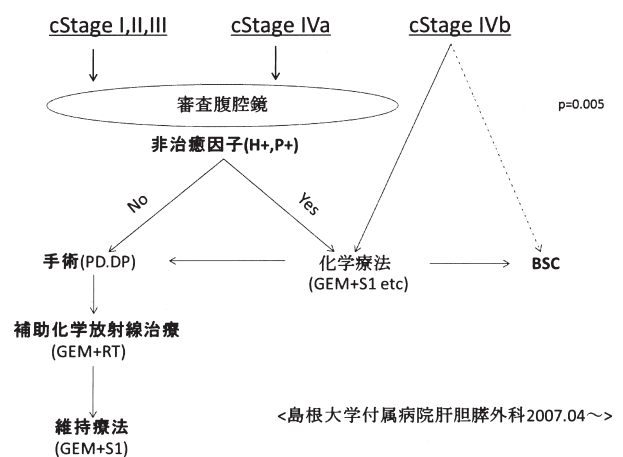 cStage I,II,III
cStage IVa
cStage IVb
審査腹腔鏡
p=0.005
非治癒因子(H+,P+)
No
Yes
手術(PD.DP)
化学療法
(GEM+S1 etc)
BSC
補助化学放射線治療
(GEM+RT)
維持療法
(GEM+S1)
<島根大学付属病院肝胆膵外科2007.04～>